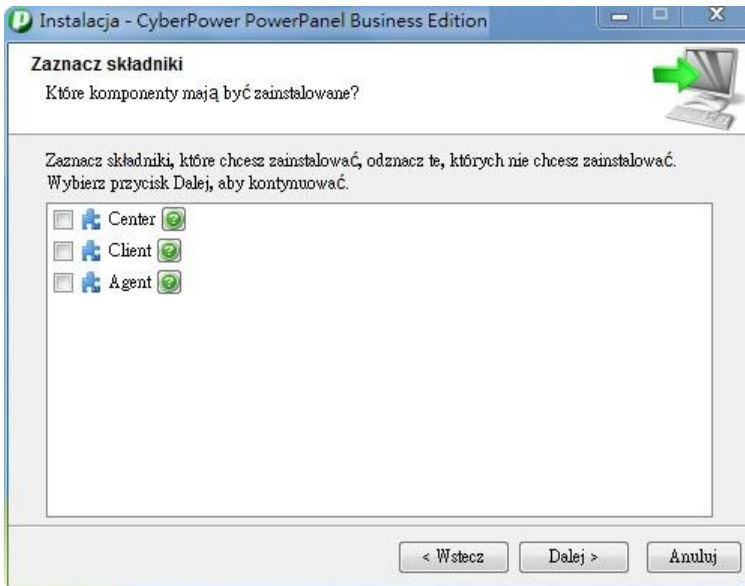 Instalacja - CyberPower PowerPanel Business Edition
Zaznacz składniki
Które komponenty mają być zainstalowane?
Zaznacz składniki, które chcesz zainstalować, odznacz te, których nie chcesz zainstalować.
Wybierz przycisk Dalej, aby kontynuować.
Center
Client
Agent
< Wstecz
Dalej >
Anuluj